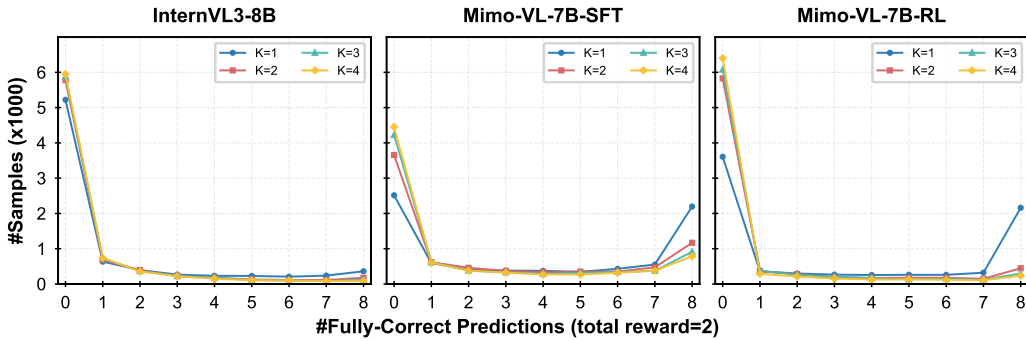 InternVL3-8B
Mimo-VL-7B-SFT
Mimo-VL-7B-RL
#Samples (x1000)
6
5
4
3
2
1
0
K=1
K=2
K=3
K=4
K=1
K=2
K=3
K=4
K=1
K=2
K=3
K=4
0 1 2 3 4 5 6 7 8
0 1 2 3 4 5 6 7 8
0 1 2 3 4 5 6 7 8
#Fully-Correct Predictions (total reward=2)